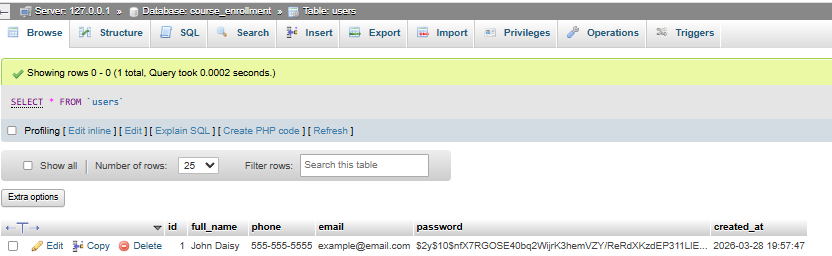 Server: 127.0.0.1 » Database: course_enrollment » Table: users
Browse Structure SQL Search Insert Export Import Privileges Operations Triggers
Showing rows 0 - 0 (1 total, Query took 0.0002 seconds.)
SELECT * FROM `users`
Profiling [ Edit inline ] [ Edit ] [ Explain SQL ] [ Create PHP code ] [ Refresh ]
Show all | Number of rows: 25 Filter rows: Search this table
Extra options
←T→ id full_name phone email password created_at
Edit Copy Delete 1 John Daisy 555-555-5555 example@email.com $2y$10$nfX7RGOSE40bq2WijrK3hemVZY/ReRdXKzdEP311LlE... 2026-03-28 19:57:47